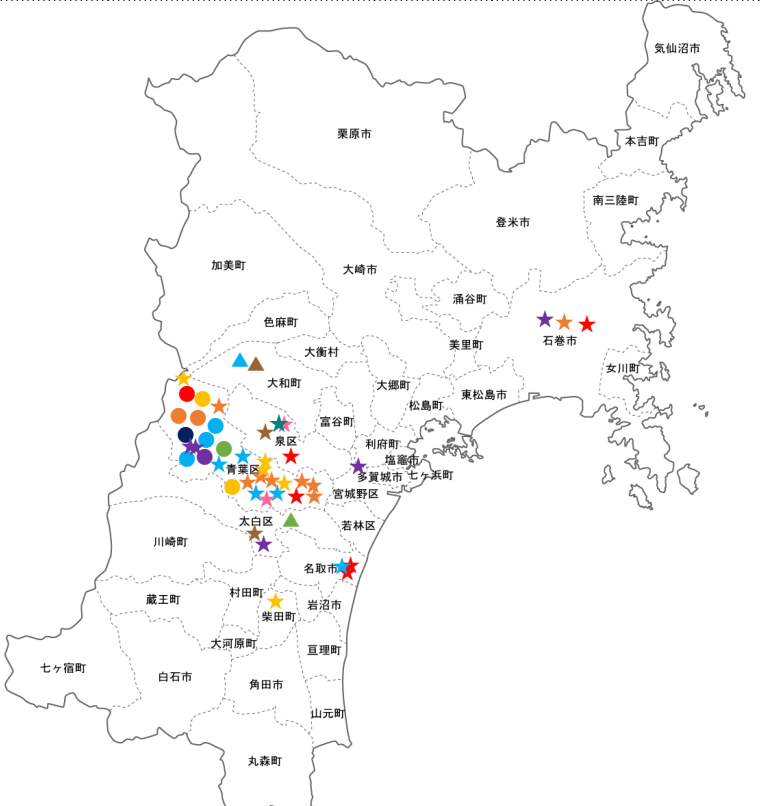 気仙沼市
栗原市
本吉町
南三陸町
登米市
加美町
大崎市
涌谷町
色麻町
石巻市
美里町
大衡村
女川町
大和町
大郷町
東松島市
松島町
富谷町
泉区
利府町
塩竈市
青葉区
多賀城市
七ヶ浜町
宮城野区
太白区
若林区
川崎町
名取市
村田町
蔵王町
岩沼市
柴田町
大河原町
亘理町
七ヶ宿町
白石市
角田市
山元町
丸森町